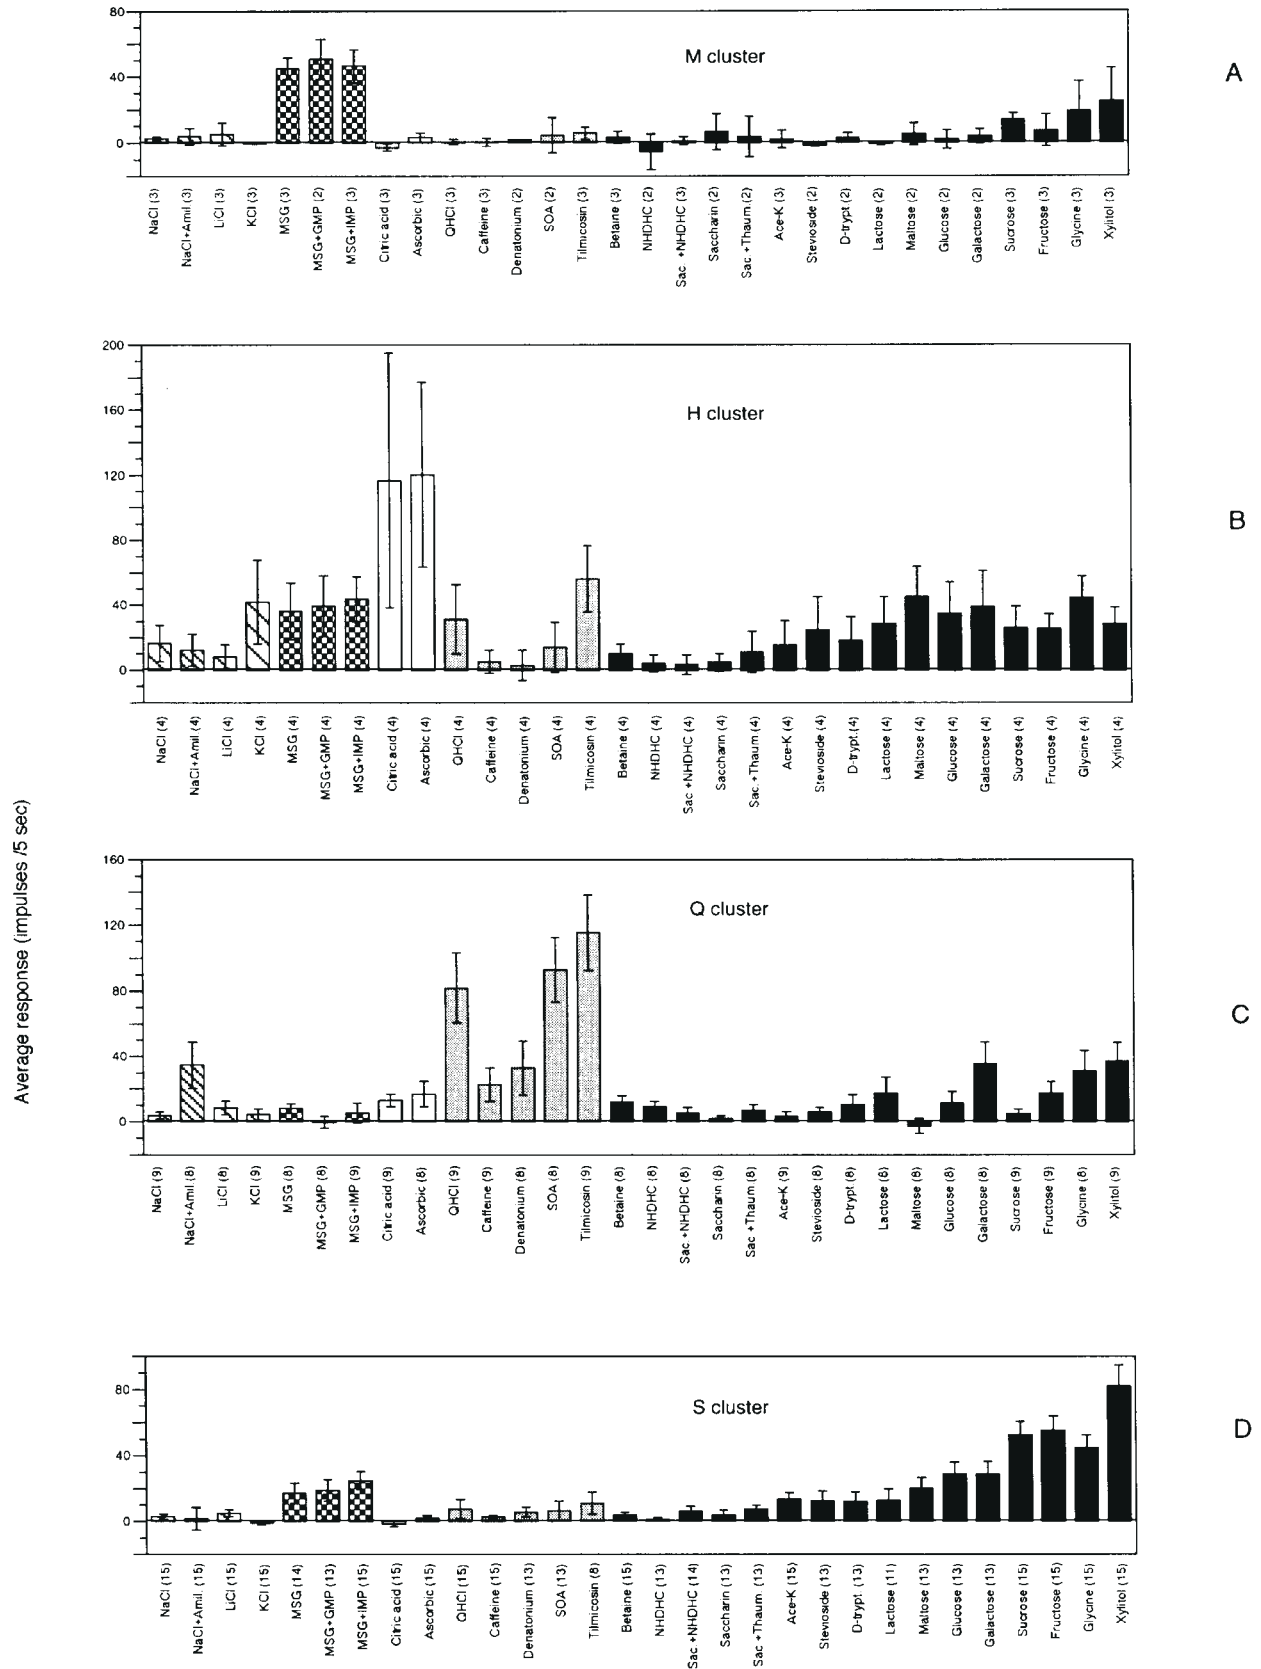 80
40
0
M cluster
A
NaCl (3)
NaCl+Amil (3)
LiCl (3)
KCl (3)
MSG (3)
MSG+GMP (2)
MSG+IMP (3)
Citric acid (3)
Ascorbic (3)
QHCl (3)
Caffeine (3)
Denatonium (2)
SOA (2)
Tilmicosin (3)
Betaine (3)
NHDHC (2)
Sac.+NHDHC (3)
Saccharin (2)
Sac.+Thaum.(2)
Ace-K (3)
Stevioside (2)
D-trypt (2)
Lactose (2)
Maltose (2)
Glucose (2)
Galactose (2)
Sucrose (3)
Fructose (3)
Glycine (3)
Xylitol (3)
200
160
120
80
40
0
H cluster
B
NaCl (4)
NaCl+Amil (4)
LiCl (4)
KCl (4)
MSG (4)
MSG+GMP (4)
MSG+IMP (4)
Citric acid (4)
Ascorbic (4)
QHCl (4)
Caffeine (4)
Denatonium (4)
SOA (4)
Tilmicosin (4)
Betaine (4)
NHDHC (4)
Sac.+NHDHC (4)
Saccharin (4)
Sac.+Thaum (4)
Ace-K (4)
Stevioside (4)
D-trypt.(4)
Lactose (4)
Maltose (4)
Glucose (4)
Galactose (4)
Sucrose (4)
Fructose (4)
Glycine (4)
Xylitol (4)
Average response (impulses /5 sec)
160
120
80
40
0
Q cluster
C
NaCl (9)
NaCl+Amil (8)
LiCl (8)
KCl (9)
MSG (8)
MSG+GMP (8)
MSG+IMP (9)
Citric acid (9)
Ascorbic (8)
QHCl (9)
Caffeine (9)
Denatonium (8)
SOA (8)
Tilmicosin (9)
Betaine (8)
NHDHC (8)
Sac.+NHDHC (8)
Saccharin (8)
Sac.+Thaum (8)
Ace-K (9)
Stevioside (8)
D-trypt (8)
Lactose (8)
Maltose (8)
Glucose (8)
Galactose (8)
Sucrose (9)
Fructose (9)
Glycine (8)
Xylitol (9)
80
40
0
S cluster
D
NaCl (15)
NaCl+Amil. (15)
LiCl (15)
KCl (15)
MSG (14)
MSG+GMP (13)
MSG+IMP (15)
Citric acid (15)
Ascorbic (15)
QHCl (15)
Caffeine (15)
Denatonium (13)
SOA (13)
Tilmicosin (8)
Betaine (15)
NHDHC (13)
Sac.+NHDHC (14)
Saccharin (13)
Sac.+Thaum. (13)
Ace-K (15)
Stevioside (13)
D-trypt. (13)
Lactose (11)
Maltose (13)
Glucose (13)
Galactose (13)
Sucrose (15)
Fructose (15)
Glycine (15)
Xylitol (15)